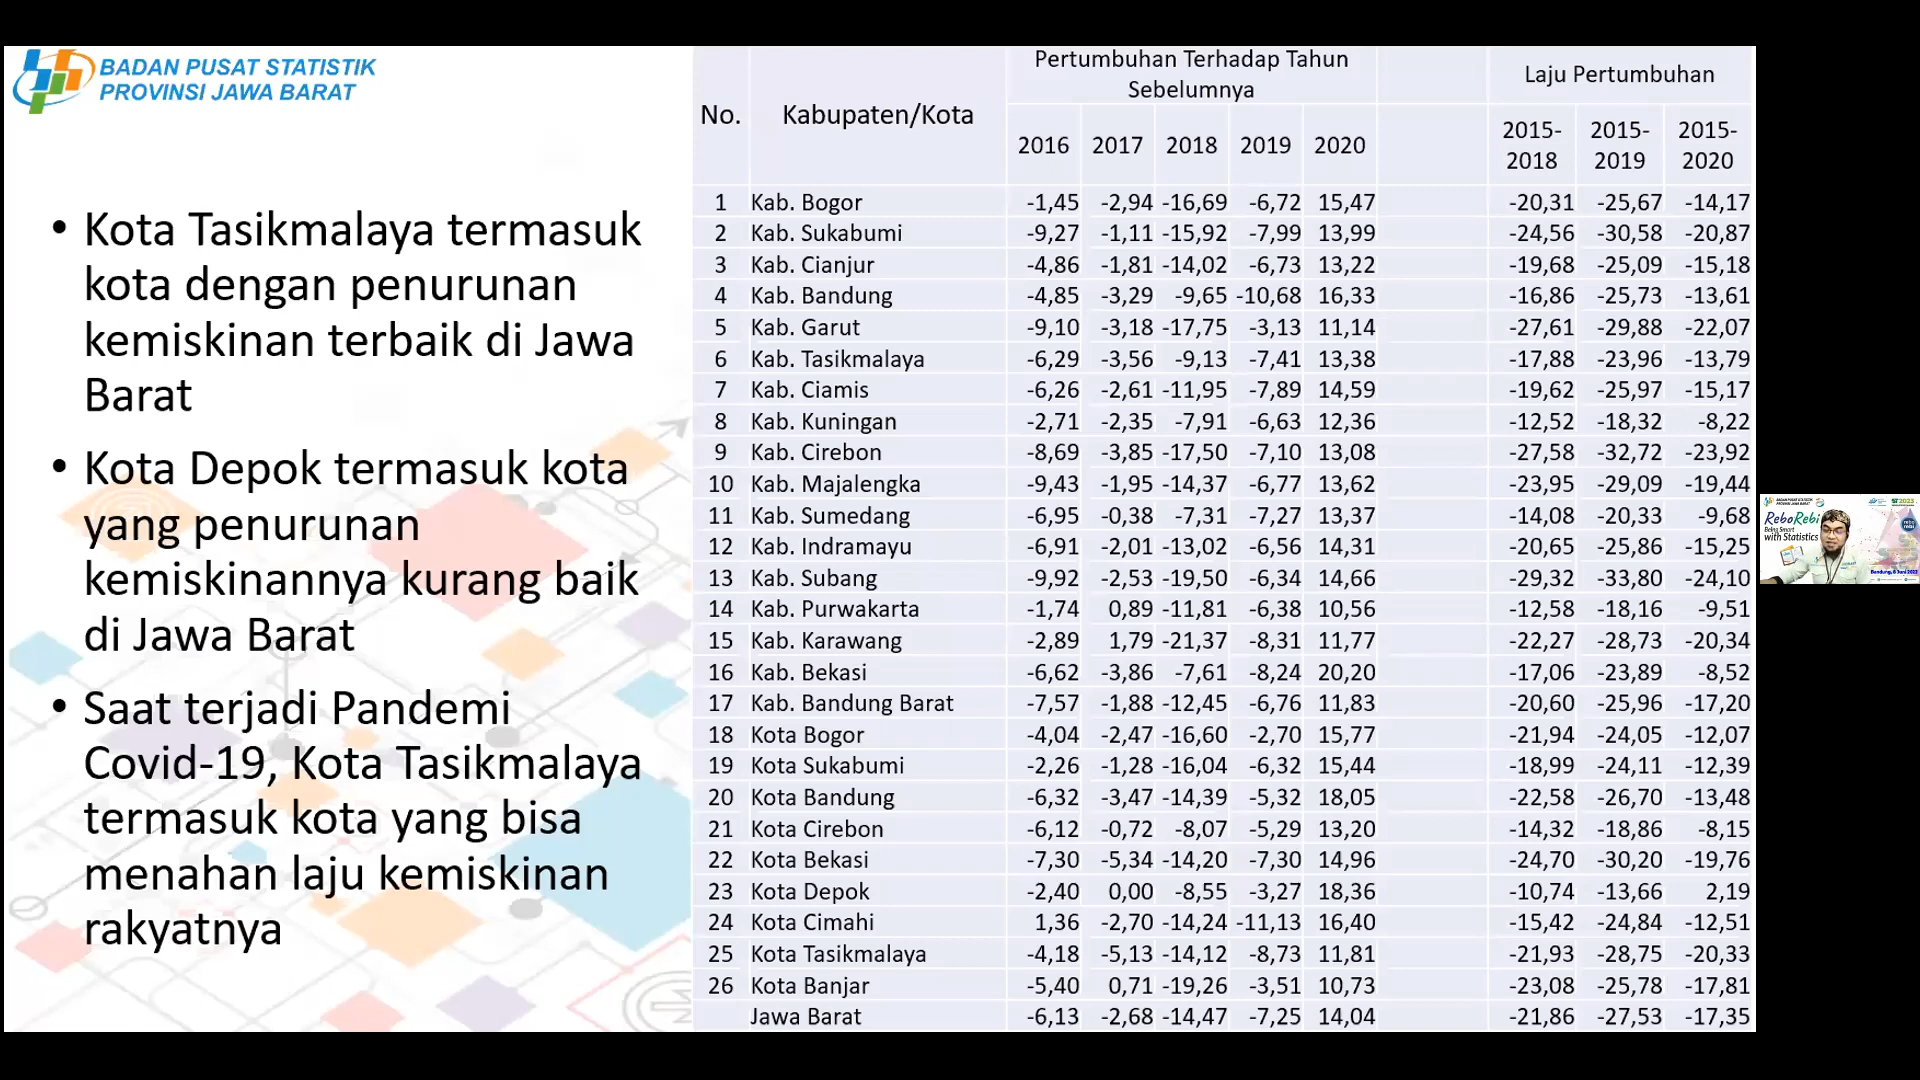 BADAN PUSAT STATISTIK
PROVINSI JAWA BARAT
• Kota Tasikmalaya termasuk
kota dengan penurunan
kemiskinan terbaik di Jawa
Barat
• Kota Depok termasuk kota
yang penurunan
kemiskinannya kurang baik
di Jawa Barat
• Saat terjadi Pandemi
Covid-19, Kota Tasikmalaya
termasuk kota yang bisa
menahan laju kemiskinan
rakyatnya
No. Kabupaten/Kota Pertumbuhan Terhadap Tahun Sebelumnya Laju Pertumbuhan
2016 2017 2018 2019 2020 2015-2018 2015-2019 2015-2020
1 Kab. Bogor -1,45 -2,94 -16,69 -6,72 15,47 -20,31 -25,67 -14,17
2 Kab. Sukabumi -9,27 -1,11 -15,92 -7,99 13,99 -24,56 -30,58 -20,87
3 Kab. Cianjur -4,86 -1,81 -14,02 -6,73 13,22 -19,68 -25,09 -15,18
4 Kab. Bandung -4,85 -3,29 -9,65 -10,68 16,33 -16,86 -25,73 -13,61
5 Kab. Garut -9,10 -3,18 -17,75 -3,13 11,14 -27,61 -29,88 -22,07
6 Kab. Tasikmalaya -6,29 -3,56 -9,13 -7,41 13,38 -17,88 -23,96 -13,79
7 Kab. Ciamis -6,26 -2,61 -11,95 -7,89 14,59 -19,62 -25,97 -15,17
8 Kab. Kuningan -2,71 -2,35 -7,91 -6,63 12,36 -12,52 -18,32 -8,22
9 Kab. Cirebon -8,69 -3,85 -17,50 -7,10 13,08 -27,58 -32,72 -23,92
10 Kab. Majalengka -9,43 -1,95 -14,37 -6,77 13,62 -23,95 -29,09 -19,44
11 Kab. Sumedang -6,95 -0,38 -7,31 -7,27 13,37 -14,08 -20,33 -9,68
12 Kab. Indramayu -6,91 -2,01 -13,02 -6,56 14,31 -20,65 -25,86 -15,25
13 Kab. Subang -9,92 -2,53 -19,50 -6,34 14,66 -29,32 -33,80 -24,10
14 Kab. Purwakarta -1,74 0,89 -11,81 -6,38 10,56 -12,58 -18,16 -9,51
15 Kab. Karawang -2,89 1,79 -21,37 -8,31 11,77 -22,27 -28,73 -20,34
16 Kab. Bekasi -6,62 -3,86 -7,61 -8,24 20,20 -17,06 -23,89 -8,52
17 Kab. Bandung Barat -7,57 -1,88 -12,45 -6,76 11,83 -20,60 -25,96 -17,20
18 Kota Bogor -4,04 -2,47 -16,60 -2,70 15,77 -21,94 -24,05 -12,07
19 Kota Sukabumi -2,26 -1,28 -16,04 -6,32 15,44 -18,99 -24,11 -12,39
20 Kota Bandung -6,32 -3,47 -14,39 -5,32 18,05 -22,58 -26,70 -13,48
21 Kota Cirebon -6,12 -0,72 -8,07 -5,29 13,20 -14,32 -18,86 -8,15
22 Kota Bekasi -7,30 -5,34 -14,20 -7,30 14,96 -24,70 -30,20 -19,76
23 Kota Depok -2,40 0,00 -8,55 -3,27 18,36 -10,74 -13,66 2,19
24 Kota Cimahi 1,36 -2,70 -14,24 -11,13 16,40 -15,42 -24,84 -12,51
25 Kota Tasikmalaya -4,18 -5,13 -14,12 -8,73 11,81 -21,93 -28,75 -20,33
26 Kota Banjar -5,40 0,71 -19,26 -3,51 10,73 -23,08 -25,78 -17,81
Jawa Barat -6,13 -2,68 -14,47 -7,25 14,04 -21,86 -27,53 -17,35
BADAN PUSAT STATISTIK
PROVINSI JAWA BARAT
ReboRebi
Being Smart
with Statistics
Bandung, 8 Juni 2022